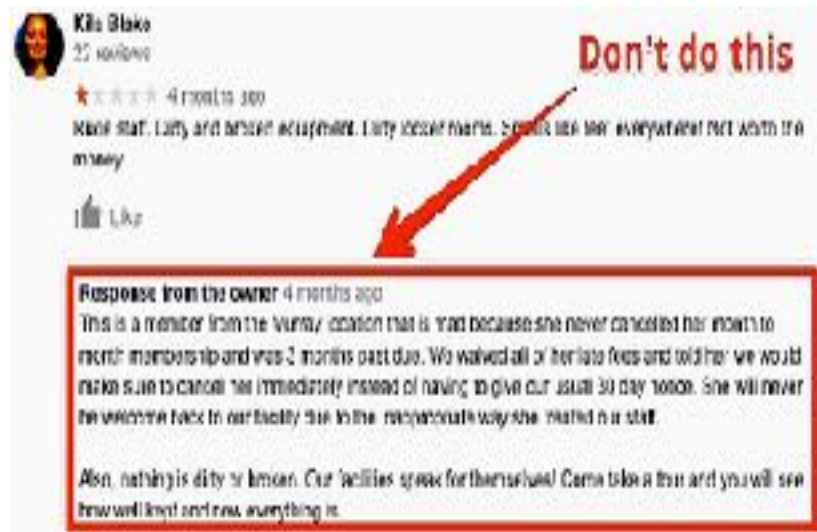 Kila Blake
22 reviews
Don't do this
4 months ago
Rude staff. Dirty and broken equipment. Dirty locker rooms. everywhere! Not worth the
money
Like
Response from the owner 4 months ago
This is a member from the Murray location that is mad because she never cancelled her month to
month membership and was 2 months past due. We waived all of her late fees and told her we would
make sure to cancel her immediately instead of having to give our usual 30 day notice. She will never
be welcome back to our facility due to the inappropriate way she treated our staff.
Also, nothing is dirty or broken. Our facilities speak for themselves! Come take a tour and you will see
how well kept and new everything is.